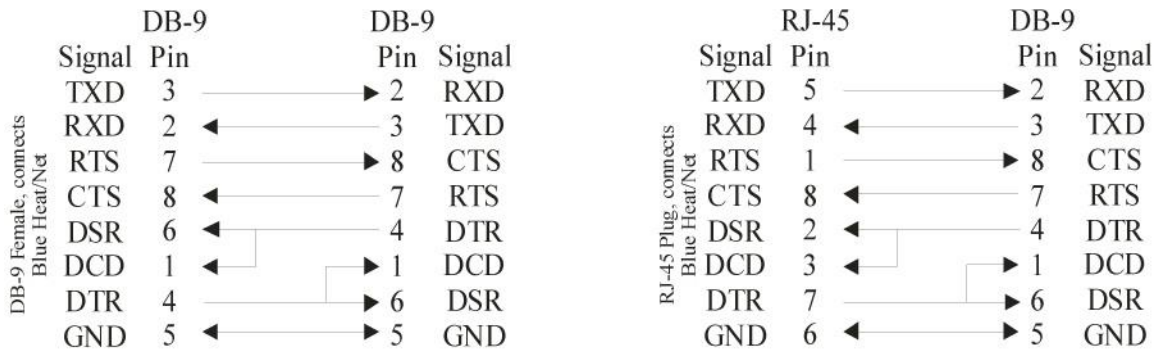 DB-9 DB-9
Signal Pin Pin Signal
TXD 3 2 RXD
RXD 2 3 TXD
RTS 7 8 CTS
CTS 8 7 RTS
DSR 6 4 DTR
DCD 1 1 DCD
DTR 4 6 DSR
GND 5 5 GND
DB-9 Female, connects
Blue Heat/Net
RJ-45 DB-9
Signal Pin Pin Signal
TXD 5 2 RXD
RXD 4 3 TXD
RTS 1 8 CTS
CTS 8 7 RTS
DSR 2 4 DTR
DCD 3 1 DCD
DTR 7 6 DSR
GND 6 5 GND
RJ-45 Plug, connects
Blue Heat/Net